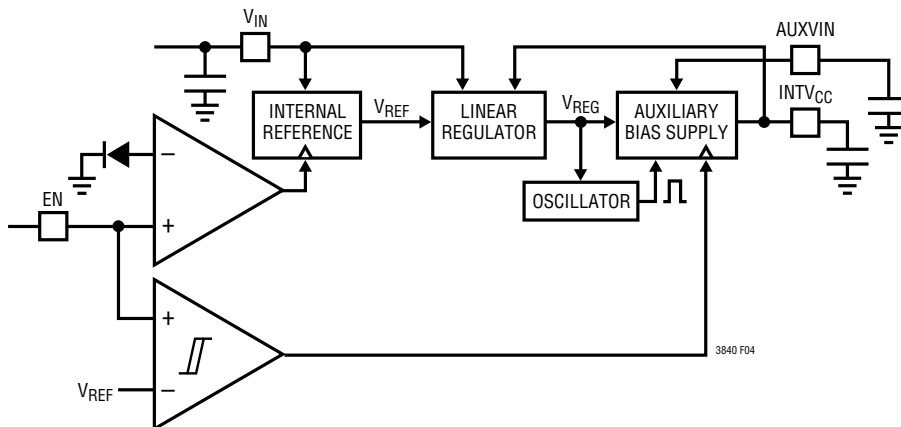 VIN
AUXVIN
INTERNAL
REFERENCE
VREF
LINEAR
REGULATOR
VREG
AUXILIARY
BIAS SUPPLY
INTVCC
OSCILLATOR
–
EN
+
+
VREF
–
3840 F04